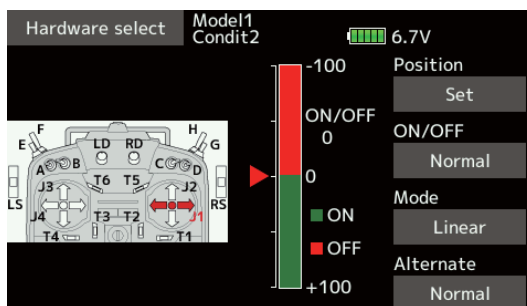 Hardware select
Model1
Condit2
6.7V
F
H
E
LD
RD
G
A
B
C
D
T6
T5
J3
J2
LS
J4
T3
T2
J1
RS
T4
T1
-100
ON/OFF
0
0
ON
OFF
+100
Position
Set
ON/OFF
Normal
Mode
Linear
Alternate
Normal